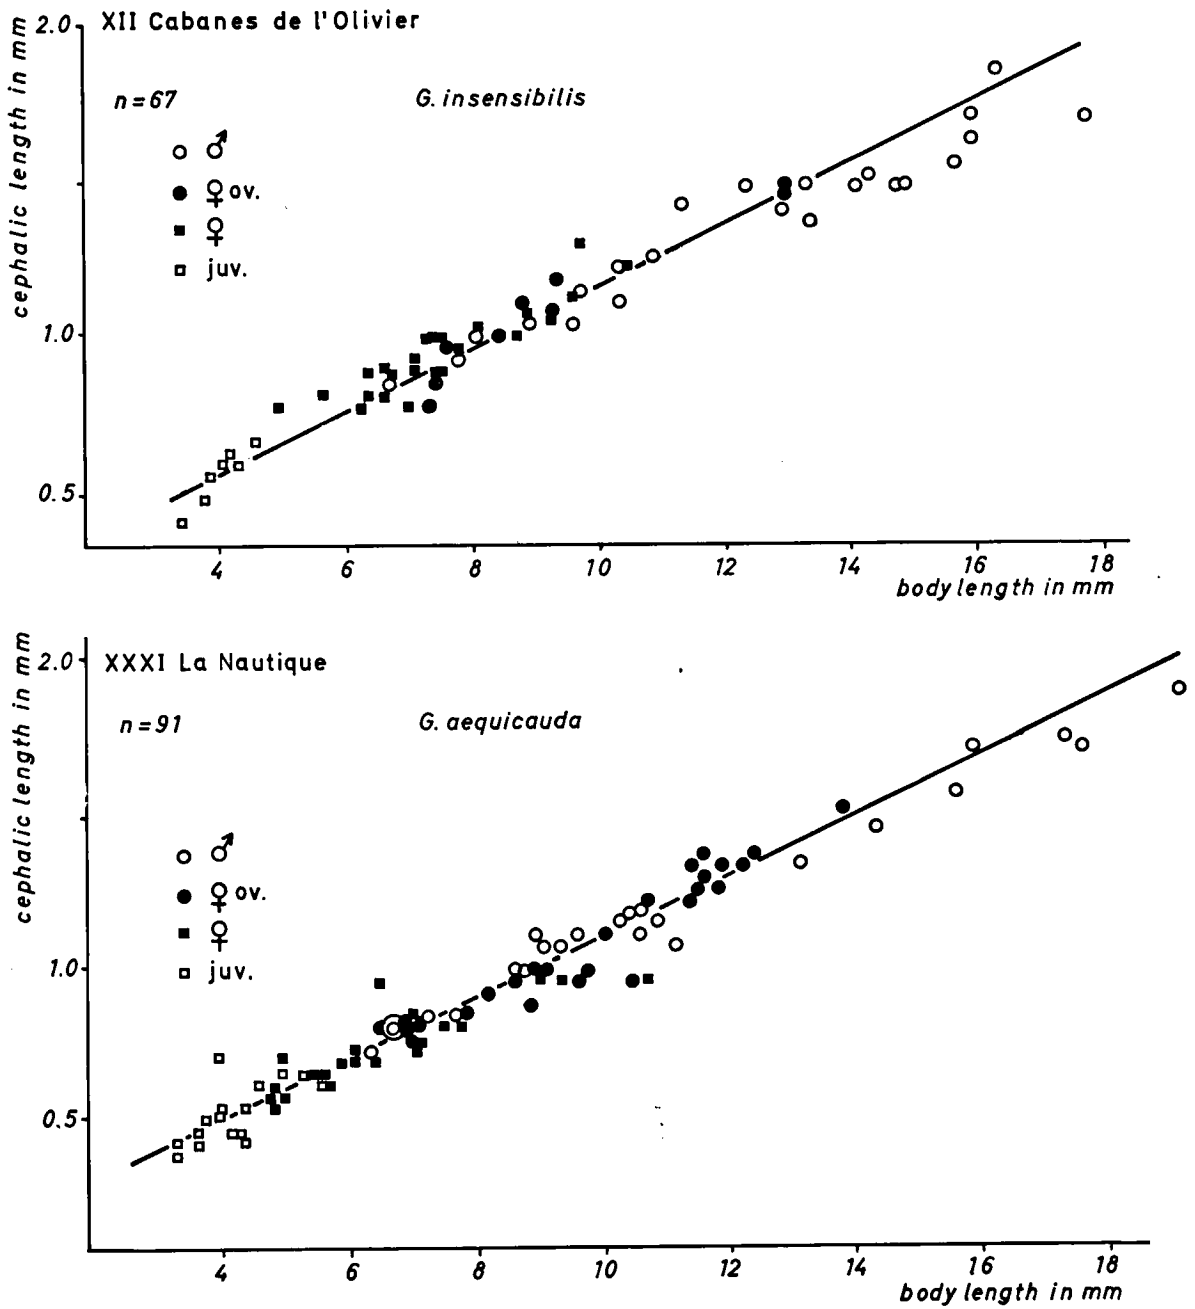 XII Cabanes de l'Olivier
n=67
G. insensibilis
♂
♀ ov.
♀
juv.
cephalic length in mm
2.0
1.0
0.5
4 6 8 10 12 14 16 18
body length in mm
XXXI La Nautique
n=91
G. aequicauda
♂
♀ ov.
♀
juv.
cephalic length in mm
2.0
1.0
0.5
4 6 8 10 12 14 16 18
body length in mm